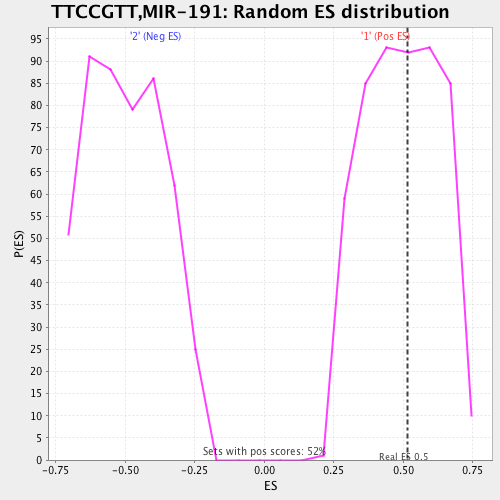 TTCCGTT,MIR-191: Random ES distribution
'2' (Neg ES)
'1' (Pos ES)
95
90
85
80
75
70
65
60
55
50
45
40
35
30
25
20
15
10
5
0
P(ES)
Sets with pos scores: 52%
Real ES 0.5
-0.75 -0.50 -0.25 0.00 0.25 0.50 0.75
ES